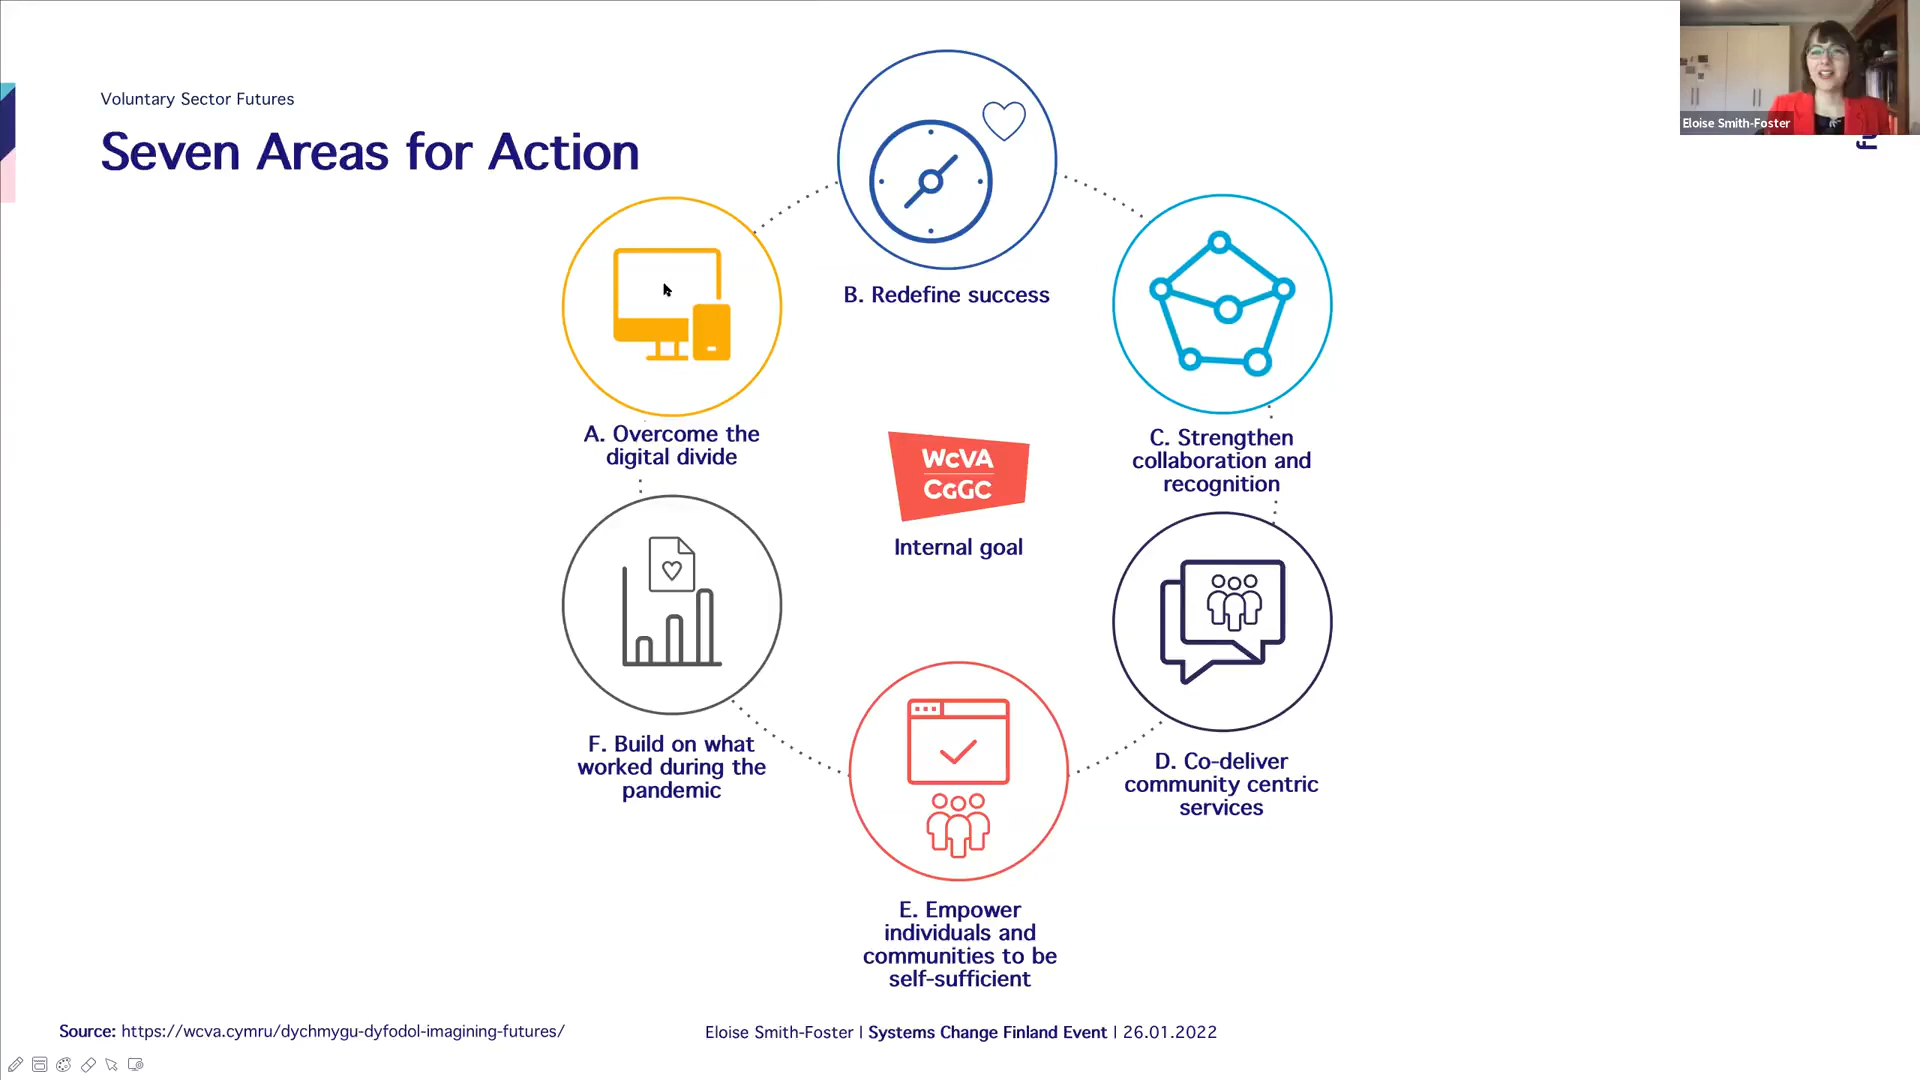 Voluntary Sector Futures
Seven Areas for Action
Eloise Smith-Foster
B. Redefine success
A. Overcome the
digital divide
C. Strengthen
collaboration and
recognition
WCVA
CGGC
Internal goal
F. Build on what
worked during the
pandemic
D. Co-deliver
community centric
services
E. Empower
individuals and
communities to be
self-sufficient
Source: https://wcva.cymru/dychmygu-dyfodol-imagining-futures/
Eloise Smith-Foster | Systems Change Finland Event | 26.01.2022